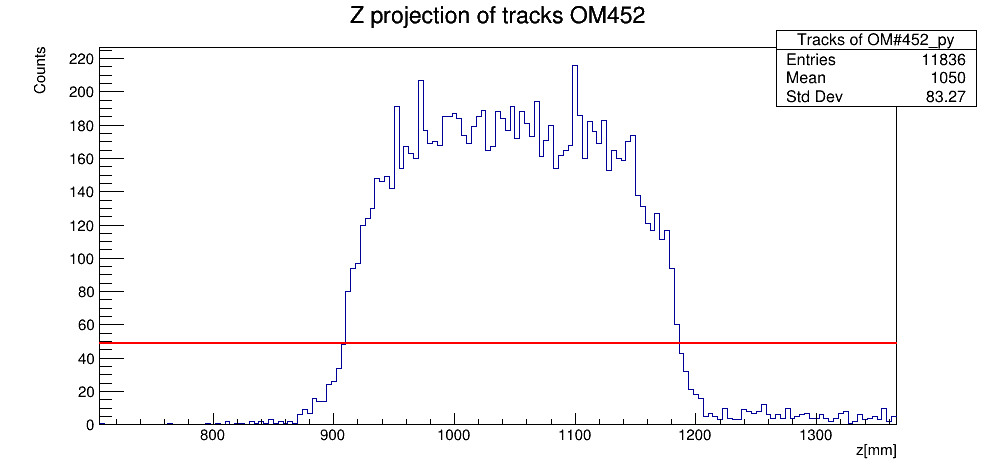 Z projection of tracks OM452
Counts
Tracks of OM#452_py
Entries 11836
Mean 1050
Std Dev 83.27
220
200
180
160
140
120
100
80
60
40
20
0
800 900 1000 1100 1200 1300
z[mm]